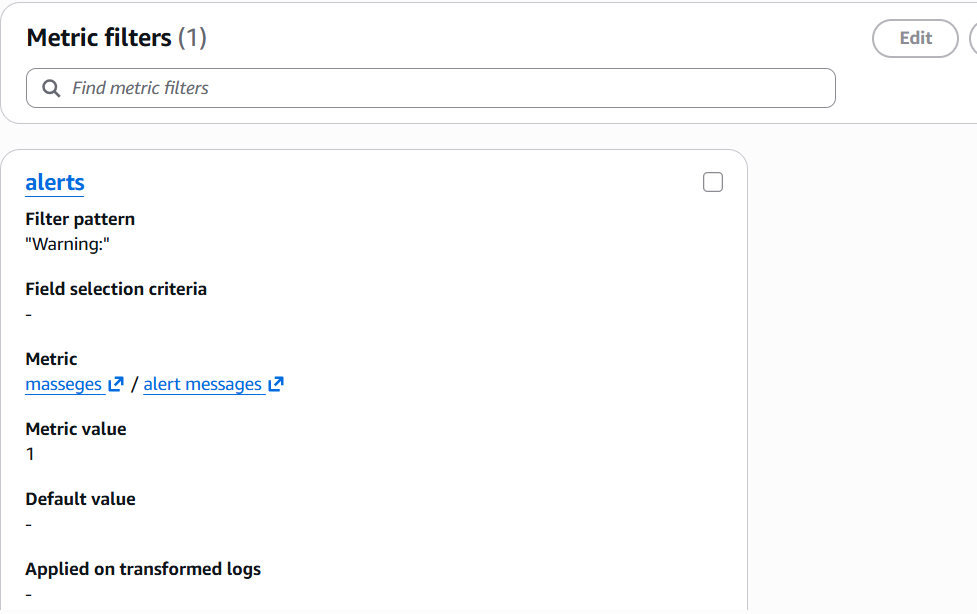 Metric filters (1)
Edit
Find metric filters
alerts
Filter pattern
"Warning:"
Field selection criteria
-
Metric
masseges / alert messages
Metric value
1
Default value
-
Applied on transformed logs
-